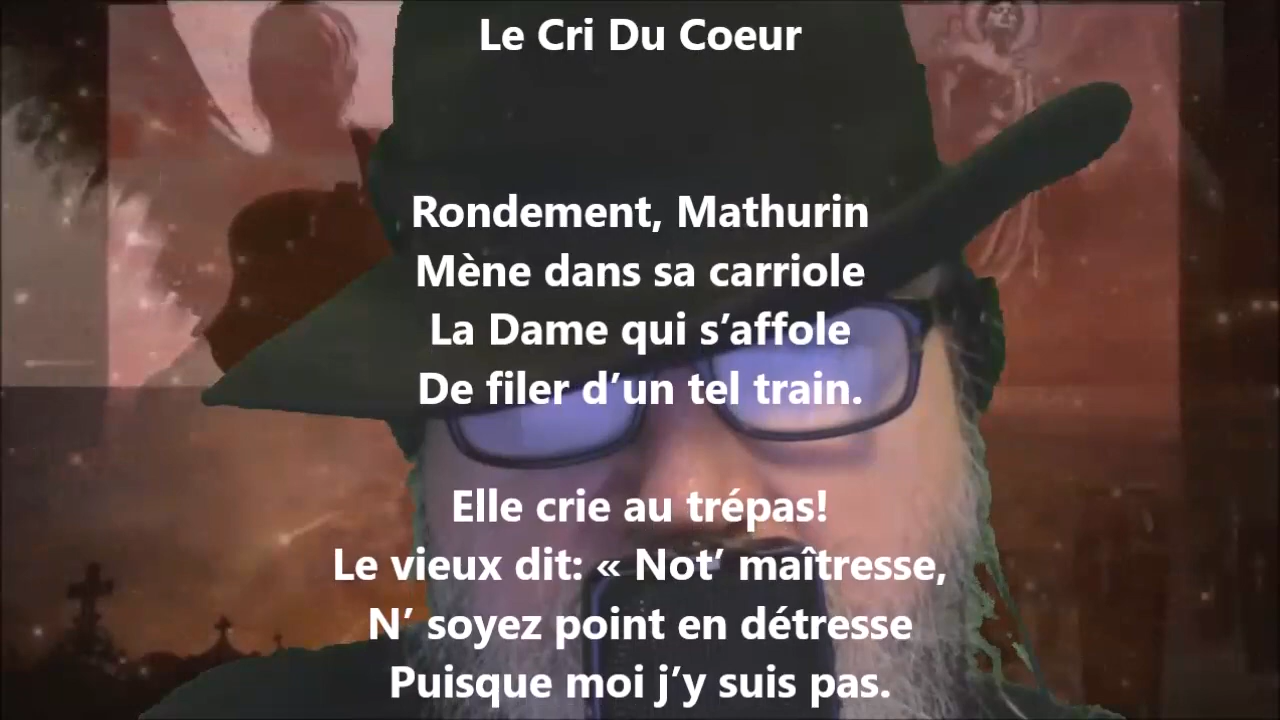 Le Cri Du Coeur
Rondement, Mathurin
Mène dans sa carriole
La Dame qui s’affole
De filer d’un tel train.
Elle crie au trépas!
Le vieux dit: « Not’ maîtresse,
N’ soyez point en détresse
Puisque moi j’y suis pas.